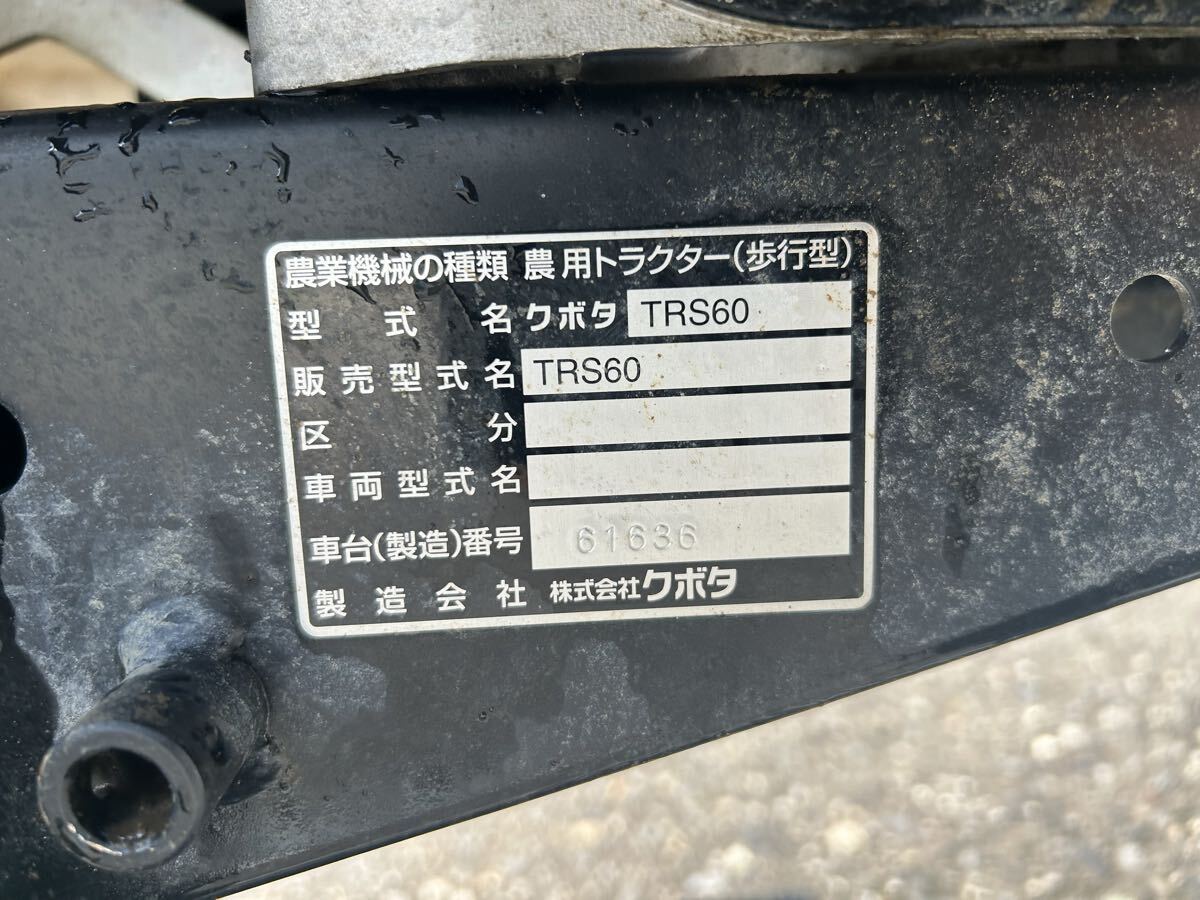 農業機械の種類 農用トラクター(歩行型)
型式名 クボタ TRS60
販売型式名 TRS60
区分
車両型式名
車台(製造)番号 61636
製造会社 株式会社クボタ